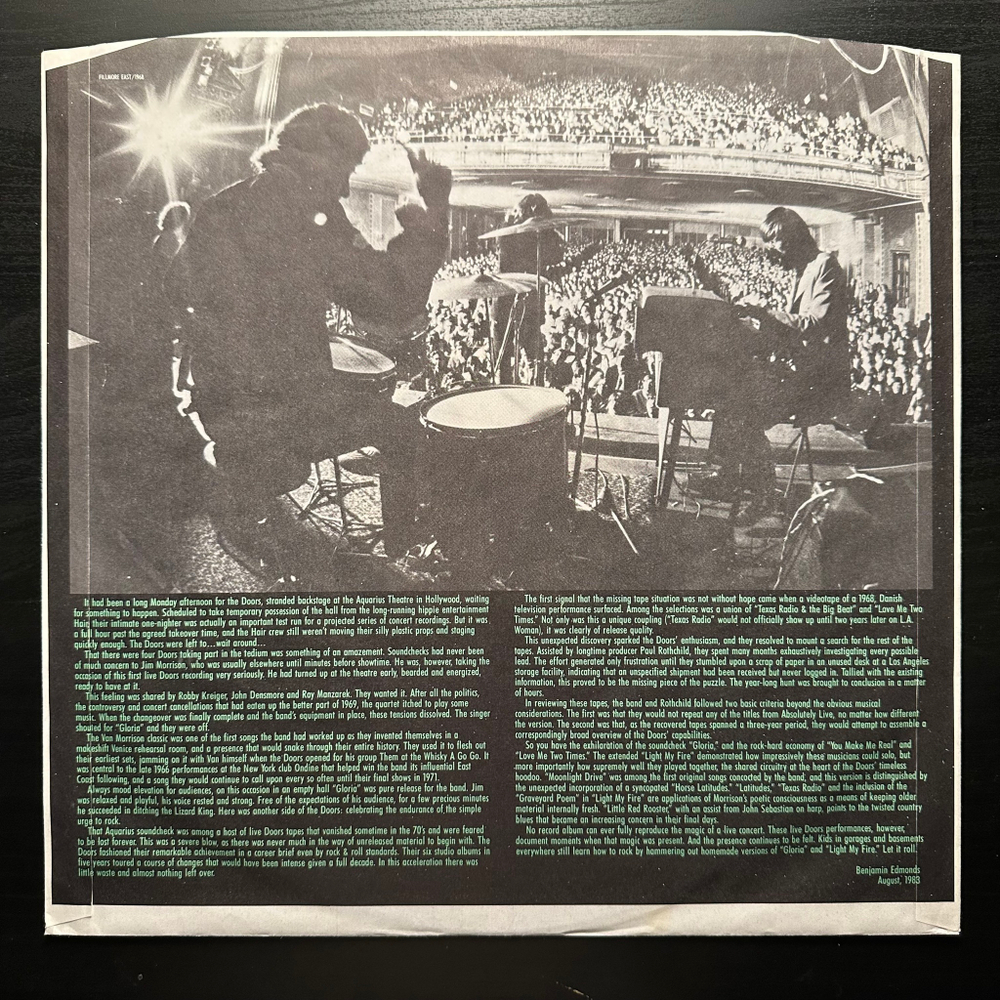 FILLMORE EAST/1968
It had been a long Monday afternoon for the Doors, stranded backstage at the Aquarius Theatre in Hollywood, waiting
for something to happen. Scheduled to take temporary possession of the hall from the long-running hippie entertainment
Hair, their intimate one-nighter was actually an important test run for a projected series of concert recordings. But it was
a full hour past the agreed takeover time, and the Hair crew still weren't moving their silly plastic props and staging
quickly enough. The Doors were left to...wait around...
That there were four Doors taking part in the tedium was something of an amazement. Soundchecks had never been
of much concern to Jim Morrison, who was usually elsewhere until minutes before showtime. He was, however, taking the
occasion of this first live Doors recording very seriously. He had turned up at the theatre early, bearded and energized,
ready to have at it.
This feeling was shared by Robby Kreiger, John Densmore and Ray Manzarek. They wanted it. After all the politics,
the controversy and concert cancellations that had eaten up the better part of 1969, the quartet itched to play some
music. When the changeover was finally complete and the band's equipment in place, these tensions dissolved. The singer
shouted for "Gloria" and they were off.
The Van Morrison classic was one of the first songs the band had worked up as they invented themselves in a
makeshift Venice rehearsal room, and a presence that would snake through their entire history. They used it to flesh out
their earliest sets, jamming on it with Van himself when the Doors opened for his group Them at the Whisky A Go Go. It
was central to the late 1966 performances at the New York club Ondine that helped win the band its influential East
Coast following, and a song they would continue to call upon every so often until their final shows in 1971.
Always mood elevation for audiences, on this occasion in an empty hall "Gloria" was pure release for the band. Jim
was relaxed and playful, his voice rested and strong. Free of the expectations of his audience, for a few precious minutes
he succeeded in ditching the Lizard King. Here was another side of the Doors: celebrating the endurance of the simple
urge to rock.
That Aquarius soundcheck was among a host of live Doors tapes that vanished sometime in the 70's and were feared
to be lost forever. This was a severe blow, as there was never much in the way of unreleased material to begin with. The
Doors fashioned their remarkable achievement in a career brief even by rock & roll standards. Their six studio albums in
five years toured a course of changes that would have been intense given a full decade. In this acceleration there was
little waste and almost nothing left over.
The first signal that the missing tape situation was not without hope came when a videotape of a 1968, Danish
television performance surfaced. Among the selections was a union of "Texas Radio & the Big Beat" and "Love Me Two
Times." Not only was this a unique coupling ("Texas Radio" would not officially show up until two years later on L.A.
Woman), it was clearly of release quality.
This unexpected discovery sparked the Doors' enthusiasm, and they resolved to mount a search for the rest of the
tapes. Assisted by longtime producer Paul Rothchild, they spent many months exhaustively investigating every possible
lead. The effort generated only frustration until they stumbled upon a scrap of paper in an unused desk at a Los Angeles
storage facility, indicating that an unspecified shipment had been received but never logged in. Tallied with the existing
information, this proved to be the missing piece of the puzzle. The year-long hunt was brought to conclusion in a matter
of hours.
In reviewing these tapes, the band and Rothchild followed two basic criteria beyond the obvious musical
considerations. The first was that they would not repeat any of the titles from Absolutely Live, no matter how different
the version. The second was that, as the recovered tapes spanned a three-year period, they would attempt to assemble a
correspondingly broad overview of the Doors' capabilities.
So you have the exhilaration of the soundcheck "Gloria," and the rock-hard economy of "You Make Me Real" and
"Love Me Two Times." The extended "Light My Fire" demonstrated how impressively these musicians could solo, but
more importantly how supremely well they played together, the shared circuitry at the heart of the Doors' timeless
hoodoo. "Moonlight Drive" was among the first original songs concocted by the band, and this version is distinguished by
the unexpected incorporation of a syncopated "Horse Latitudes." "Latitudes," "Texas Radio" and the inclusion of the
"Graveyard Poem" in "Light My Fire" are applications of Morrison's poetic consciousness as a means of keeping older
material internally fresh. "Little Red Rooster," with an assist from John Sebastian on harp, points to the twisted country
blues that became an increasing concern in their final days.
No record album can ever fully reproduce the magic of a live concert. These live Doors performances, however,
document moments when that magic was present. And the presence continues to be felt. Kids in garages and basements
everywhere still learn how to rock by hammering out homemade versions of "Gloria" and "Light My Fire." Let it roll.
Benjamin Edmonds
August, 1983